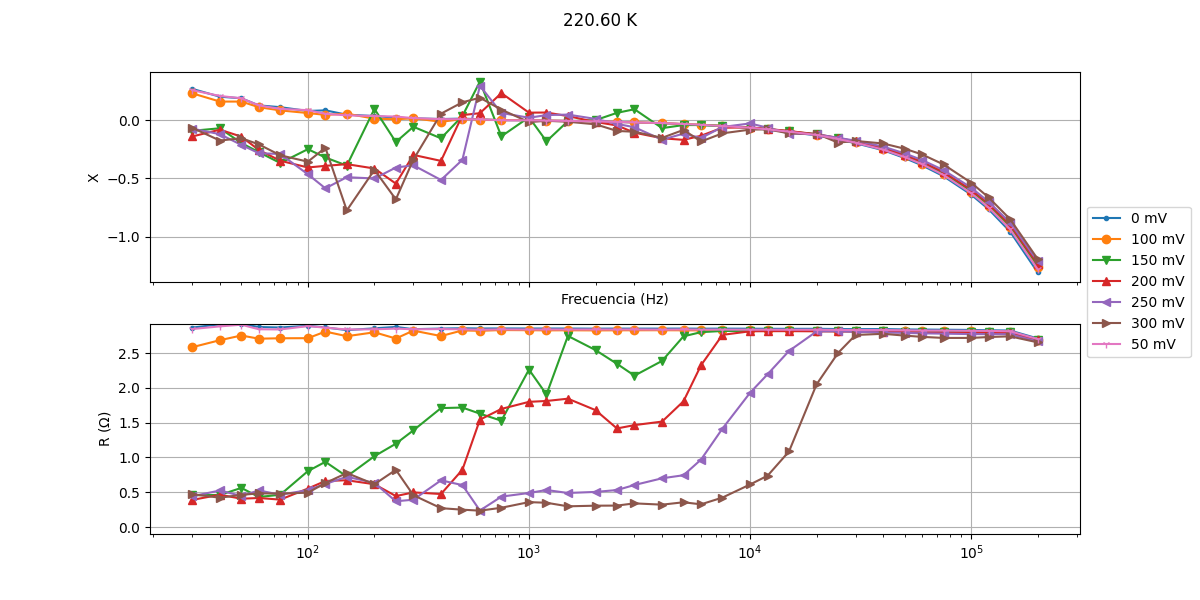 220.60 K
X
0.0
−0.5
−1.0
Frecuencia (Hz)
R (Ω)
2.5
2.0
1.5
1.0
0.5
0.0
10²
10³
10⁴
10⁵
0 mV
100 mV
150 mV
200 mV
250 mV
300 mV
50 mV